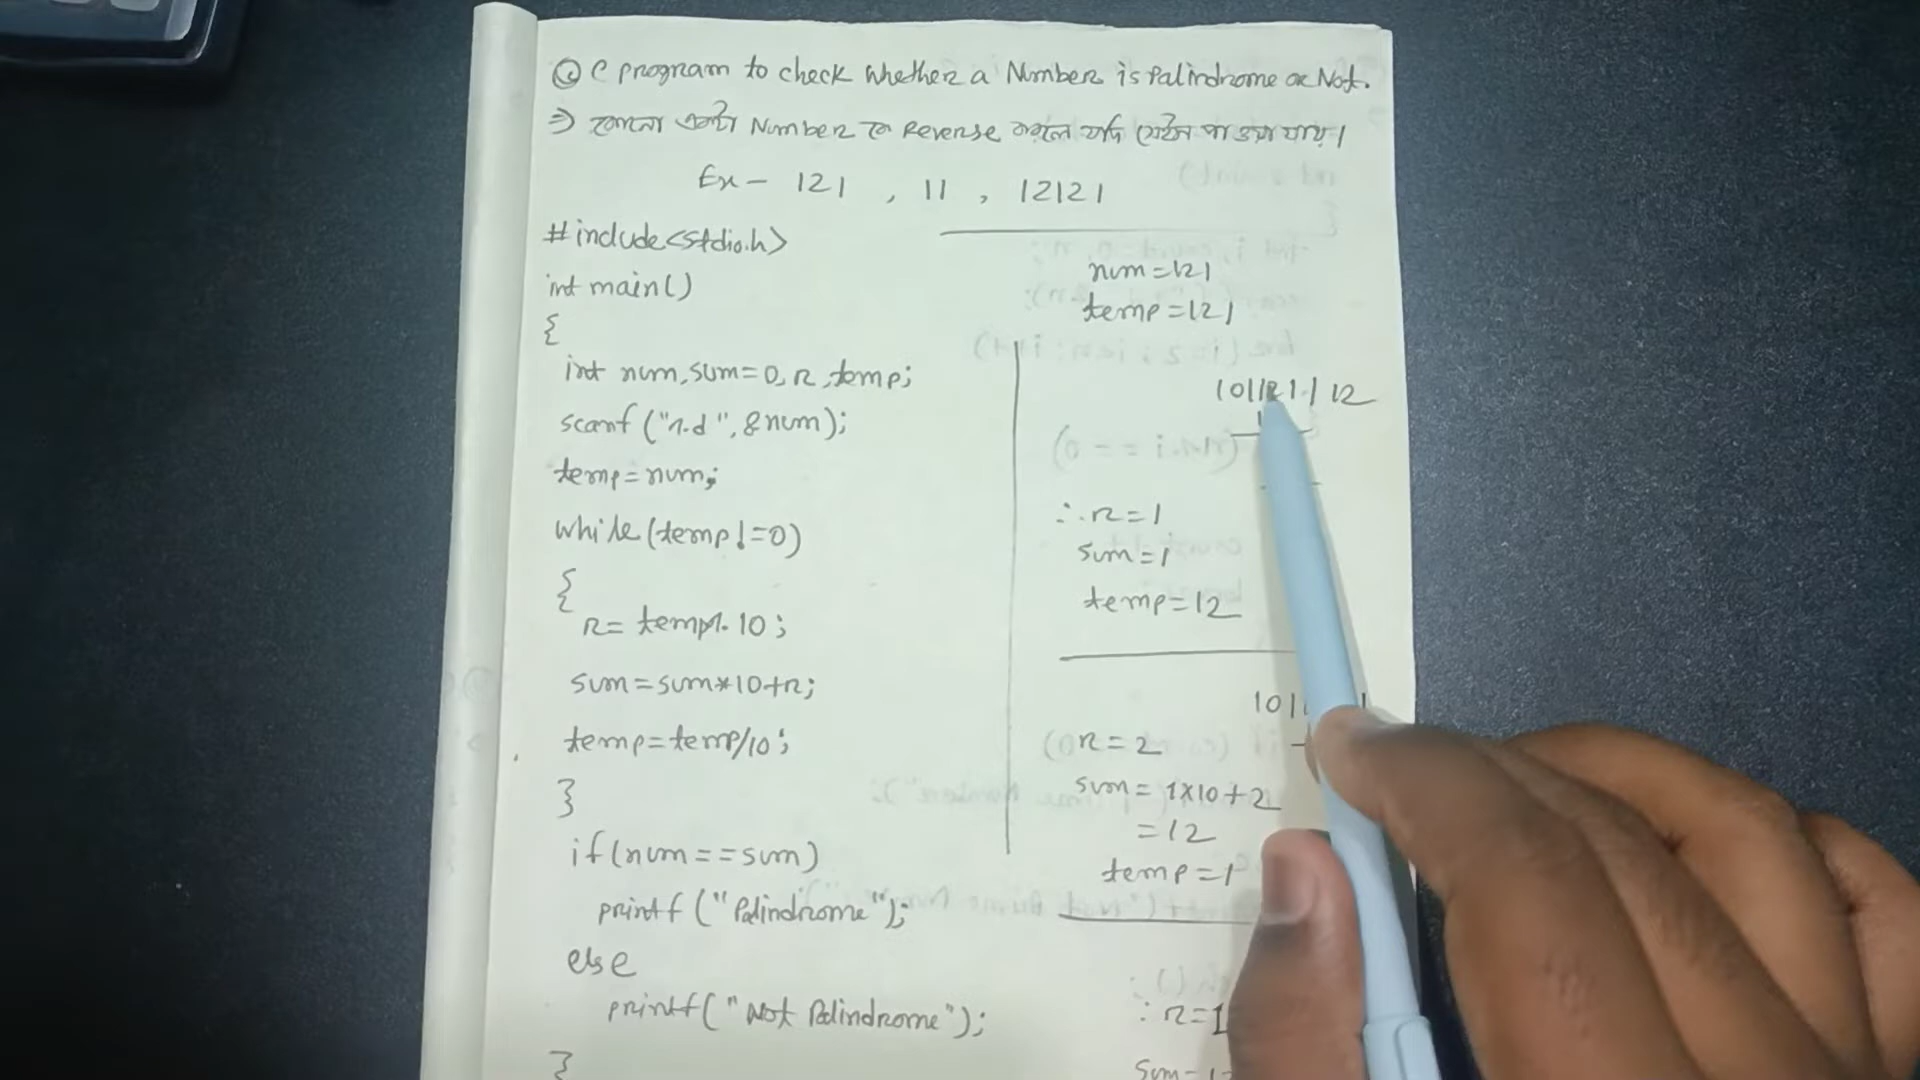 @ C program to check whether a Number is Palindrome or Not.
⇒ কোনো একটা Number কে Reverse করলে যদি সেটাই পাওয়া যায়।
Ex - 121 , 11 , 12121
#include<stdio.h>
int main()
{
int num,sum=0,r,temp;
scanf("%d",&num);
temp=num;
while(temp!=0)
{
r= temp%10;
sum=sum*10+r;
temp=temp/10;
}
if(num==sum)
printf("Palindrome");
else
printf("Not Palindrome");
}
num=121
temp=121
10)121(12
∴ r=1
sum=1
temp=12
r=2
sum= 1x10+2
=12
temp=1
∴ r=1